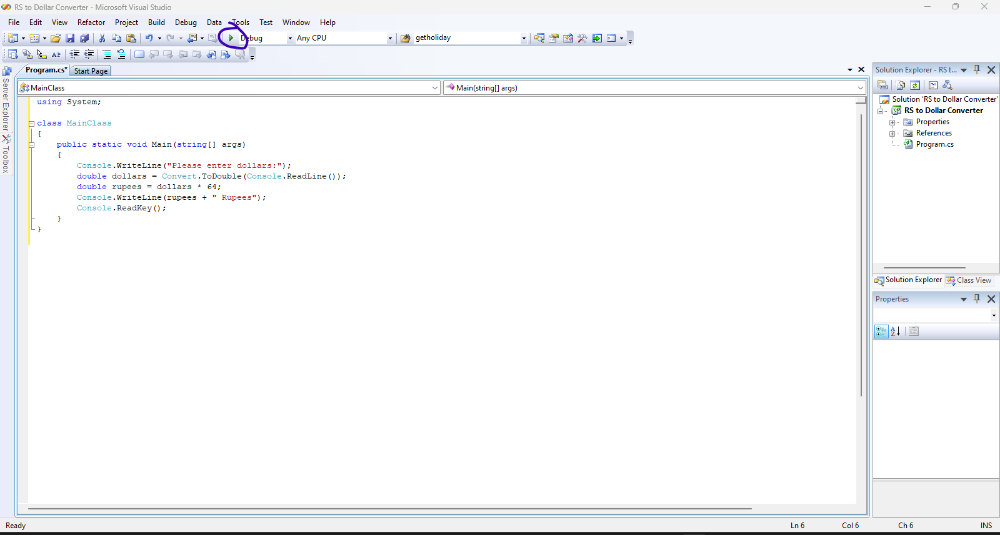 RS to Dollar Converter - Microsoft Visual Studio
File Edit View Refactor Project Build Debug Data Tools Test Window Help
Debug Any CPU getholiday
Server Explorer
Toolbox
Program.cs* Start Page
MainClass Main(string[] args)
using System;
class MainClass
{
public static void Main(string[] args)
{
Console.WriteLine("Please enter dollars:");
double dollars = Convert.ToDouble(Console.ReadLine());
double rupees = dollars * 64;
Console.WriteLine(rupees + " Rupees");
Console.ReadKey();
}
}
Solution Explorer - RS t...
Solution 'RS to Dollar Converter'
RS to Dollar Converter
Properties
References
Program.cs
Solution Explorer Class View
Properties
Ready Ln 6 Col 6 Ch 6 INS